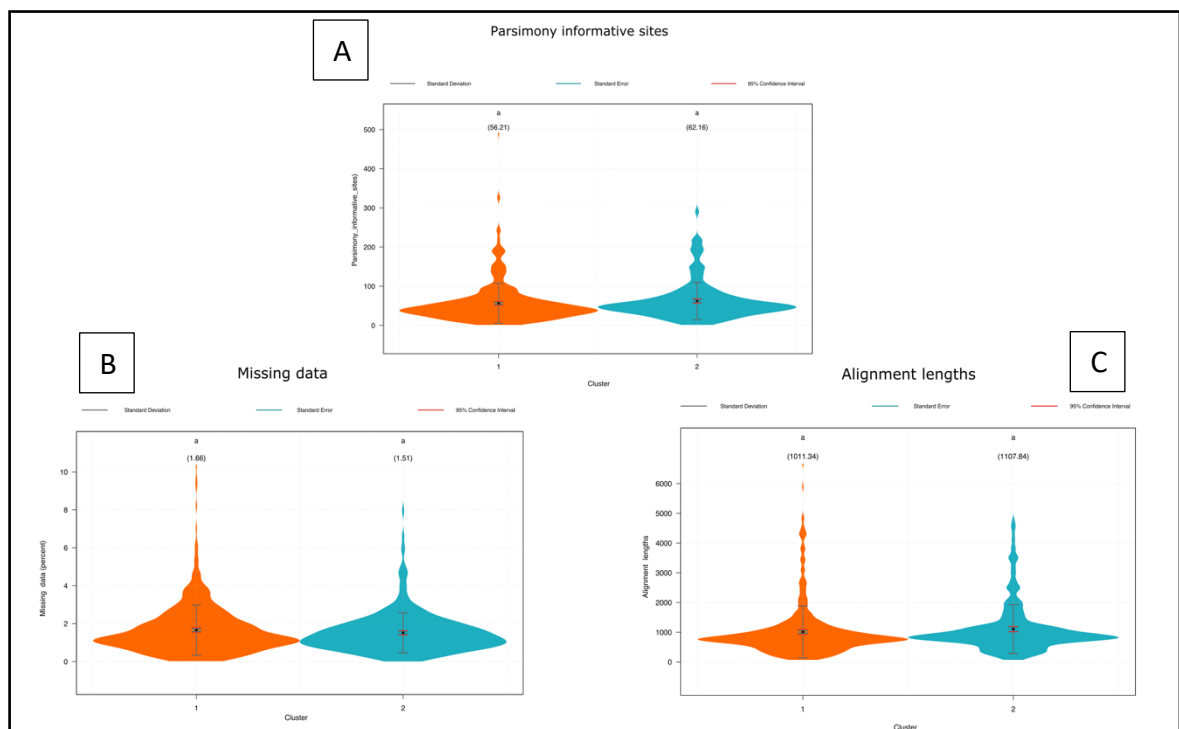 A
Parsimony informative sites
Standard Deviation
Standard Error
95% Confidence Interval
a
a
(56.21)
(62.16)
500
400
300
200
100
0
Parsimony_informative_sites)
1
2
Cluster
B
Missing data
Standard Deviation
Standard Error
95% Confidence Interval
a
a
(1.66)
(1.51)
10
8
6
4
2
0
Missing data (percent)
1
2
Cluster
Alignment lengths
C
Standard Deviation
Standard Error
95% Confidence Interval
a
a
(1011.34)
(1107.84)
6000
5000
4000
3000
2000
1000
0
Alignment lengths
1
2
Cluster